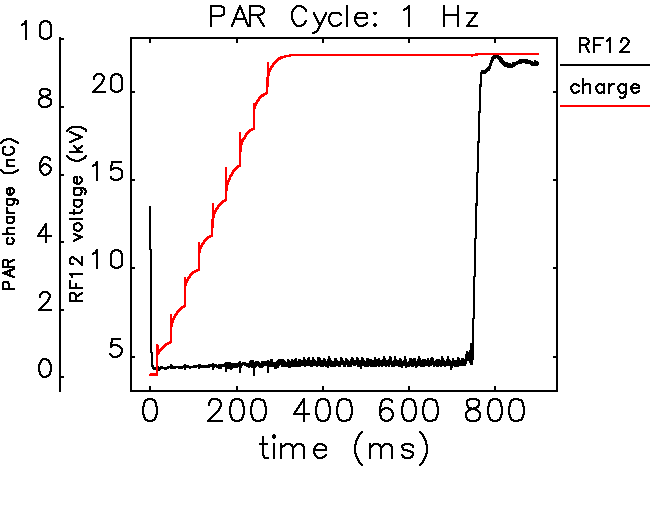 PAR Cycle: 1 Hz
RF12
charge
PAR charge (nC)
10
8
6
4
2
0
RF12 voltage (kV)
20
15
10
5
0 200 400 600 800
time (ms)